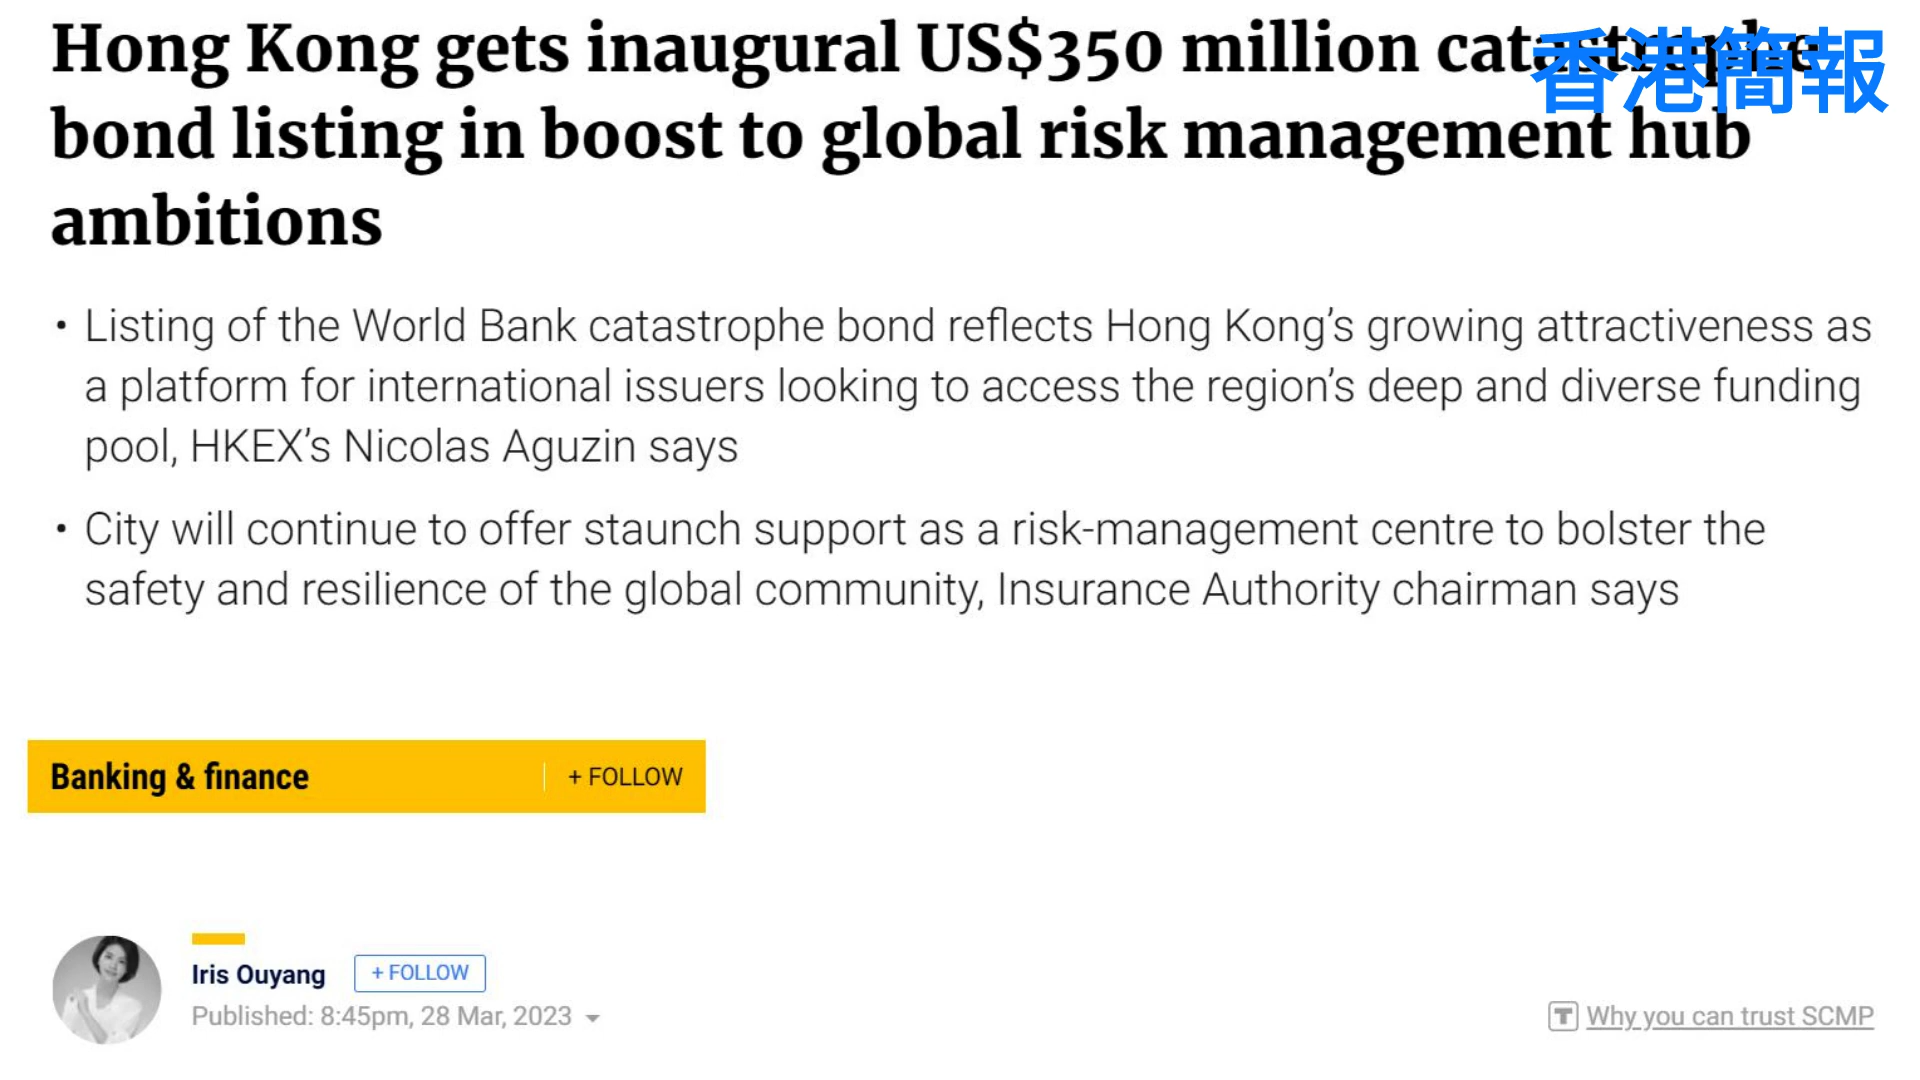 Hong Kong gets inaugural US$350 million catastrophe
香港簡報
bond listing in boost to global risk management hub
ambitions
• Listing of the World Bank catastrophe bond reflects Hong Kong’s growing attractiveness as
a platform for international issuers looking to access the region’s deep and diverse funding
pool, HKEX’s Nicolas Aguzin says
• City will continue to offer staunch support as a risk-management centre to bolster the
safety and resilience of the global community, Insurance Authority chairman says
Banking & finance + FOLLOW
Iris Ouyang + FOLLOW
Published: 8:45pm, 28 Mar, 2023
T Why you can trust SCMP